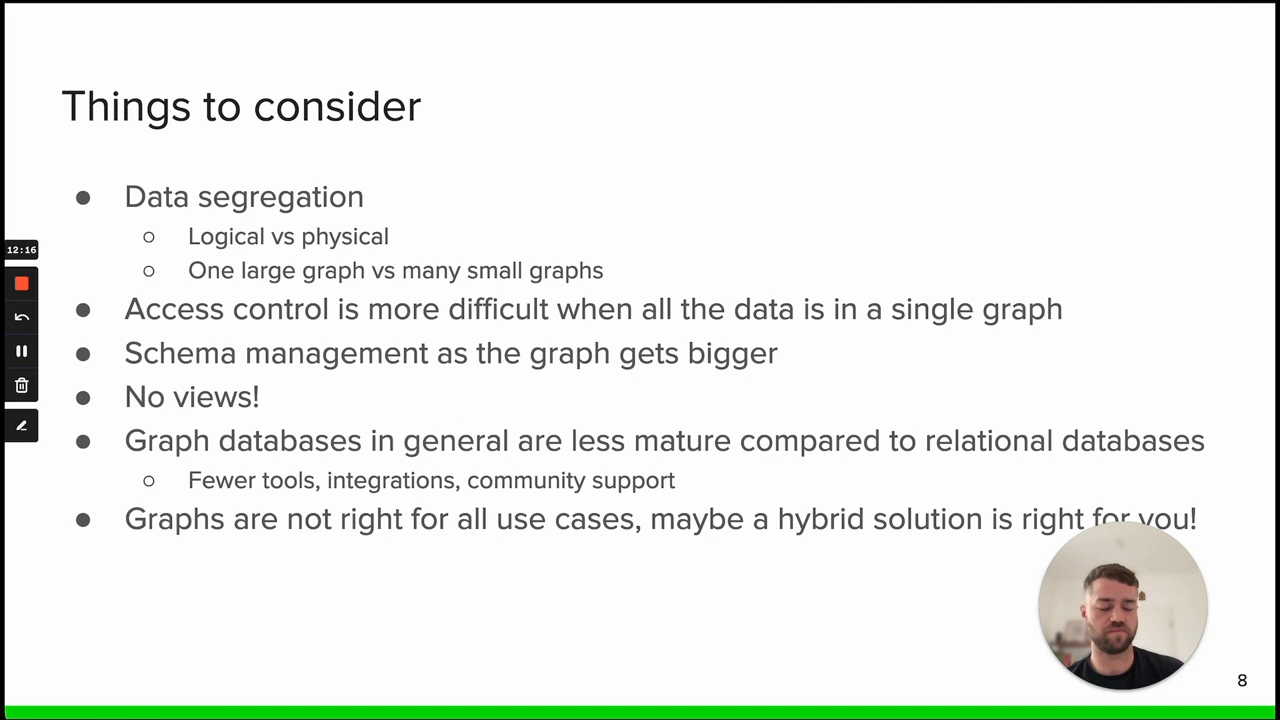 Things to consider
● Data segregation
○ Logical vs physical
○ One large graph vs many small graphs
● Access control is more difficult when all the data is in a single graph
12:16
● Schema management as the graph gets bigger
● No views!
● Graph databases in general are less mature compared to relational databases
○ Fewer tools, integrations, community support
● Graphs are not right for all use cases, maybe a hybrid solution is right for you!
8